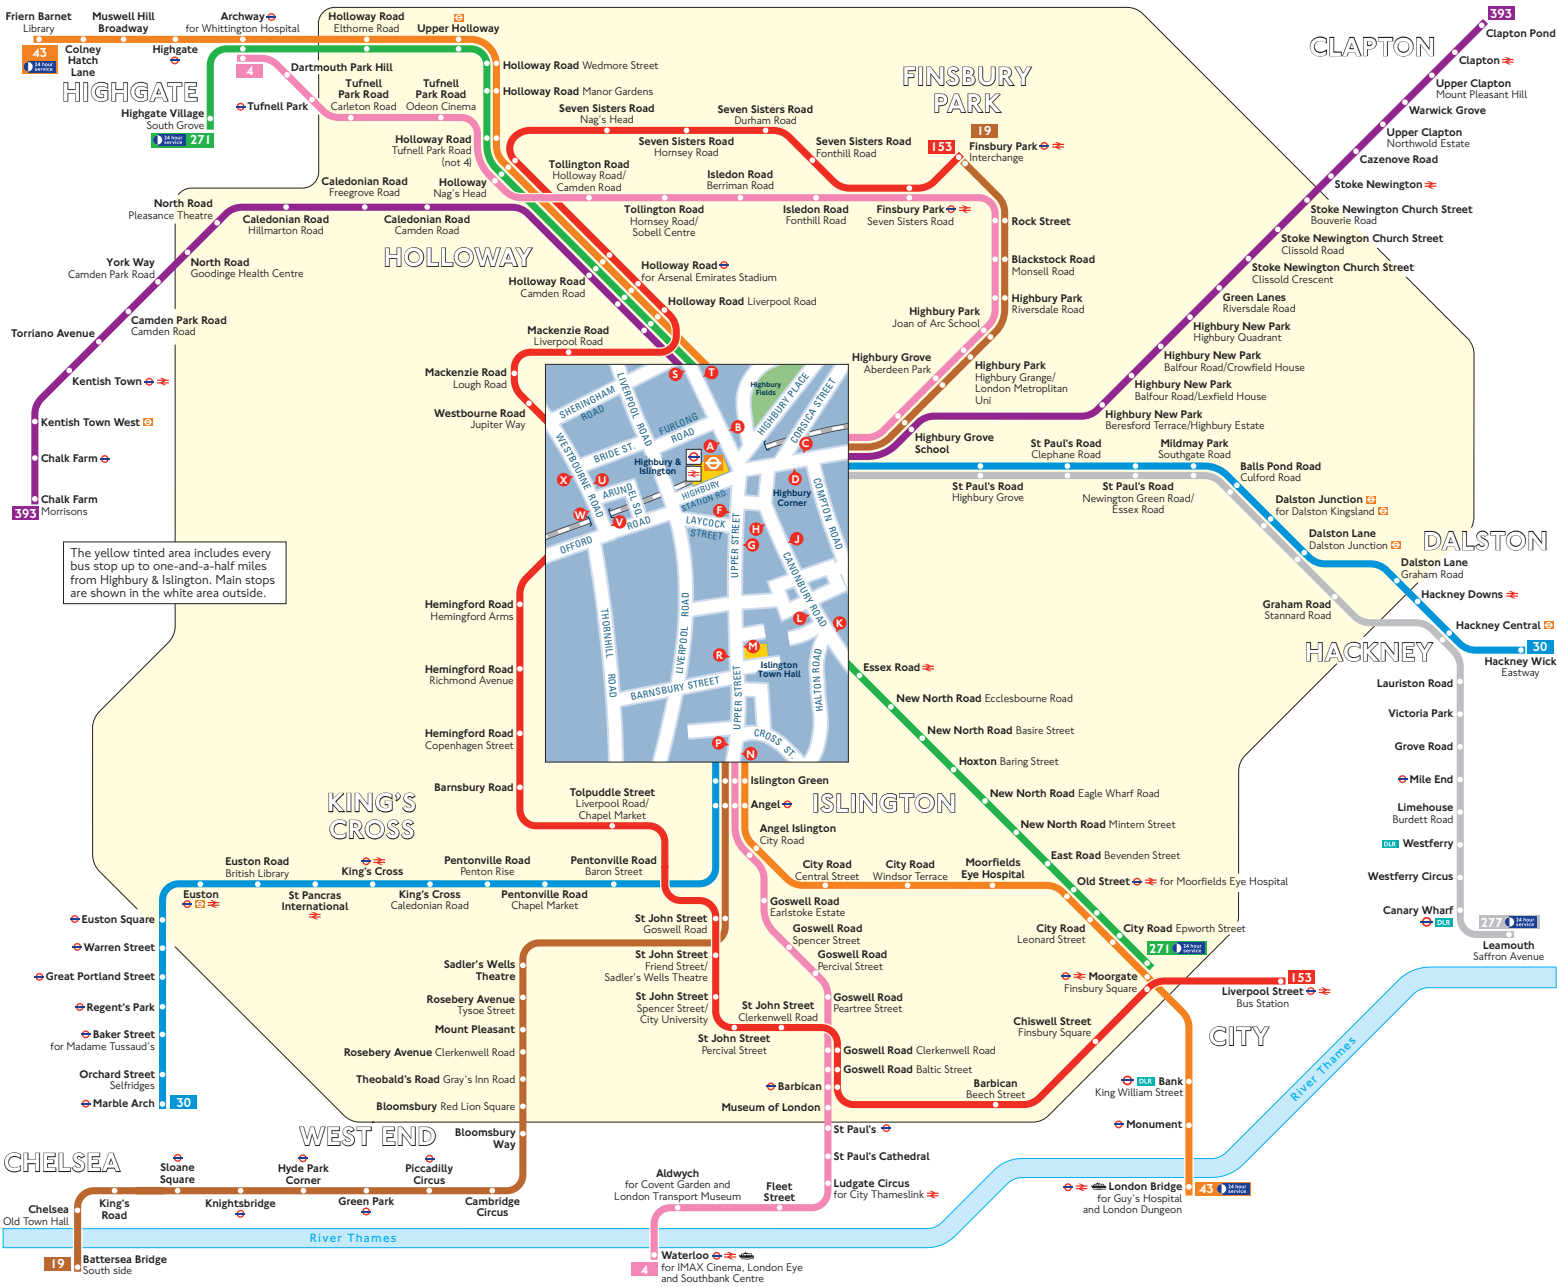 Friern Barnet
Library
43
24 hour
service
Colney
Hatch
Lane
Muswell Hill
Broadway
Highgate
Archway
for Whittington Hospital
4
Holloway Road
Elthorne Road
Upper Holloway
HIGHGATE
Highgate Village
South Grove
24 hour
service
271
Dartmouth Park Hill
Tufnell Park
Tufnell
Park Road
Carleton Road
Tufnell
Park Road
Odeon Cinema
Holloway Road Wedmore Street
Holloway Road Manor Gardens
Holloway Road
Tufnell Park Road
(not 4)
Holloway
Nag's Head
Seven Sisters Road
Nag's Head
Seven Sisters Road
Hornsey Road
Seven Sisters Road
Durham Road
Seven Sisters Road
Fonthill Road
FINSBURY
PARK
19
153
Finsbury Park
Interchange
Tollington Road
Holloway Road/
Camden Road
Tollington Road
Hornsey Road/
Sobell Centre
Isledon Road
Berriman Road
Isledon Road
Fonthill Road
Finsbury Park
Seven Sisters Road
Rock Street
Blackstock Road
Monsell Road
Highbury Park
Riversdale Road
Highbury Park
Joan of Arc School
Highbury Grove
Aberdeen Park
Highbury Park
Highbury Grange/
London Metroplitan
Uni
Highbury Grove
School
393
Clapton Pond
CLAPTON
Clapton
Upper Clapton
Mount Pleasant Hill
Warwick Grove
Upper Clapton
Northwold Estate
Cazenove Road
Stoke Newington
Stoke Newington Church Street
Bouverie Road
Stoke Newington Church Street
Clissold Road
Stoke Newington Church Street
Clissold Crescent
Green Lanes
Riversdale Road
Highbury New Park
Highbury Quadrant
Highbury New Park
Balfour Road/Crowfield House
Highbury New Park
Balfour Road/Lexfield House
Highbury New Park
Beresford Terrace/Highbury Estate
North Road
Pleasance Theatre
Caledonian Road
Freegrove Road
Caledonian Road
Hillmarton Road
Caledonian Road
Camden Road
HOLLOWAY
York Way
Camden Park Road
North Road
Goodinge Health Centre
Camden Park Road
Camden Road
Torriano Avenue
Kentish Town
Kentish Town West
Chalk Farm
Chalk Farm
Morrisons
393
Holloway Road
Camden Road
Holloway Road
for Arsenal Emirates Stadium
Holloway Road Liverpool Road
Mackenzie Road
Liverpool Road
Mackenzie Road
Lough Road
Westbourne Road
Jupiter Way
The yellow tinted area includes every
bus stop up to one-and-a-half miles
from Highbury & Islington. Main stops
are shown in the white area outside.
S
T
SHERINGHAM
ROAD
LIVERPOOL ROAD
FURLONG
ROAD
Highbury
Fields
HIGHBURY PLACE
CORSICA STREET
WESTBOURNE ROAD
BRIDE ST.
Highbury &
Islington
A
B
C
D
X
U
ARUNDEL SQ.
HIGHBURY
STATION RD.
Highbury
Corner
COMPTON ROAD
W
V
OFFORD
ROAD
LAYCOCK
STREET
F
G
H
J
UPPER STREET
CANONBURY ROAD
THORNHILL
ROAD
LIVERPOOL ROAD
L
K
M
R
Islington
Town Hall
HALTON ROAD
BARNSBURY STREET
UPPER STREET
P
N
CROSS ST.
St Paul's Road
Highbury Grove
St Paul's Road
Clephane Road
St Paul's Road
Newington Green Road/
Essex Road
Mildmay Park
Southgate Road
Balls Pond Road
Culford Road
Dalston Junction
for Dalston Kingsland
Dalston Lane
Dalston Junction
DALSTON
Dalston Lane
Graham Road
Hackney Downs
Graham Road
Stannard Road
Hackney Central
HACKNEY
30
Hackney Wick
Eastway
Lauriston Road
Victoria Park
Grove Road
Mile End
Limehouse
Burdett Road
DLR Westferry
Westferry Circus
Canary Wharf
DLR
277
24 hour
service
Leamouth
Saffron Avenue
Hemingford Road
Hemingford Arms
Hemingford Road
Richmond Avenue
Hemingford Road
Copenhagen Street
Barnsbury Road
Tolpuddle Street
Liverpool Road/
Chapel Market
Essex Road
New North Road Ecclesbourne Road
New North Road Basire Street
Hoxton Baring Street
New North Road Eagle Wharf Road
New North Road Mintern Street
East Road Bevenden Street
Old Street for Moorfields Eye Hospital
City Road Epworth Street
271
24 hour
service
Islington Green
Angel
ISLINGTON
Angel Islington
City Road
City Road
Central Street
City Road
Windsor Terrace
Moorfields
Eye Hospital
City Road
Leonard Street
Moorgate
Finsbury Square
153
Liverpool Street
Bus Station
CITY
KING'S
CROSS
Euston Road
British Library
Euston
St Pancras
International
King's Cross
King's Cross
Caledonian Road
Pentonville Road
Penton Rise
Pentonville Road
Chapel Market
Pentonville Road
Baron Street
Euston Square
Warren Street
Great Portland Street
Regent's Park
Baker Street
for Madame Tussaud's
Orchard Street
Selfridges
Marble Arch
30
St John Street
Goswell Road
St John Street
Friend Street/
Sadler's Wells Theatre
St John Street
Spencer Street/
City University
St John Street
Percival Street
St John Street
Clerkenwell Road
Goswell Road
Earlstoke Estate
Goswell Road
Spencer Street
Goswell Road
Percival Street
Goswell Road
Peartree Street
Goswell Road Clerkenwell Road
Goswell Road Baltic Street
Barbican
Museum of London
Barbican
Beech Street
Chiswell Street
Finsbury Square
St Paul's
St Paul's Cathedral
Ludgate Circus
for City Thameslink
Fleet
Street
Aldwych
for Covent Garden and
London Transport Museum
4
Waterloo
for IMAX Cinema, London Eye
and Southbank Centre
Sadler's Wells
Theatre
Rosebery Avenue
Tysoe Street
Mount Pleasant
Rosebery Avenue Clerkenwell Road
Theobald's Road Gray's Inn Road
Bloomsbury Red Lion Square
Bloomsbury
Way
WEST END
CHELSEA
Sloane
Square
Hyde Park
Corner
Piccadilly
Circus
Cambridge
Circus
Green Park
Knightsbridge
King's
Road
Chelsea
Old Town Hall
19
Battersea Bridge
South side
River Thames
DLR Bank
King William Street
Monument
London Bridge
for Guy's Hospital
and London Dungeon
43
24 hour
service
River Thames